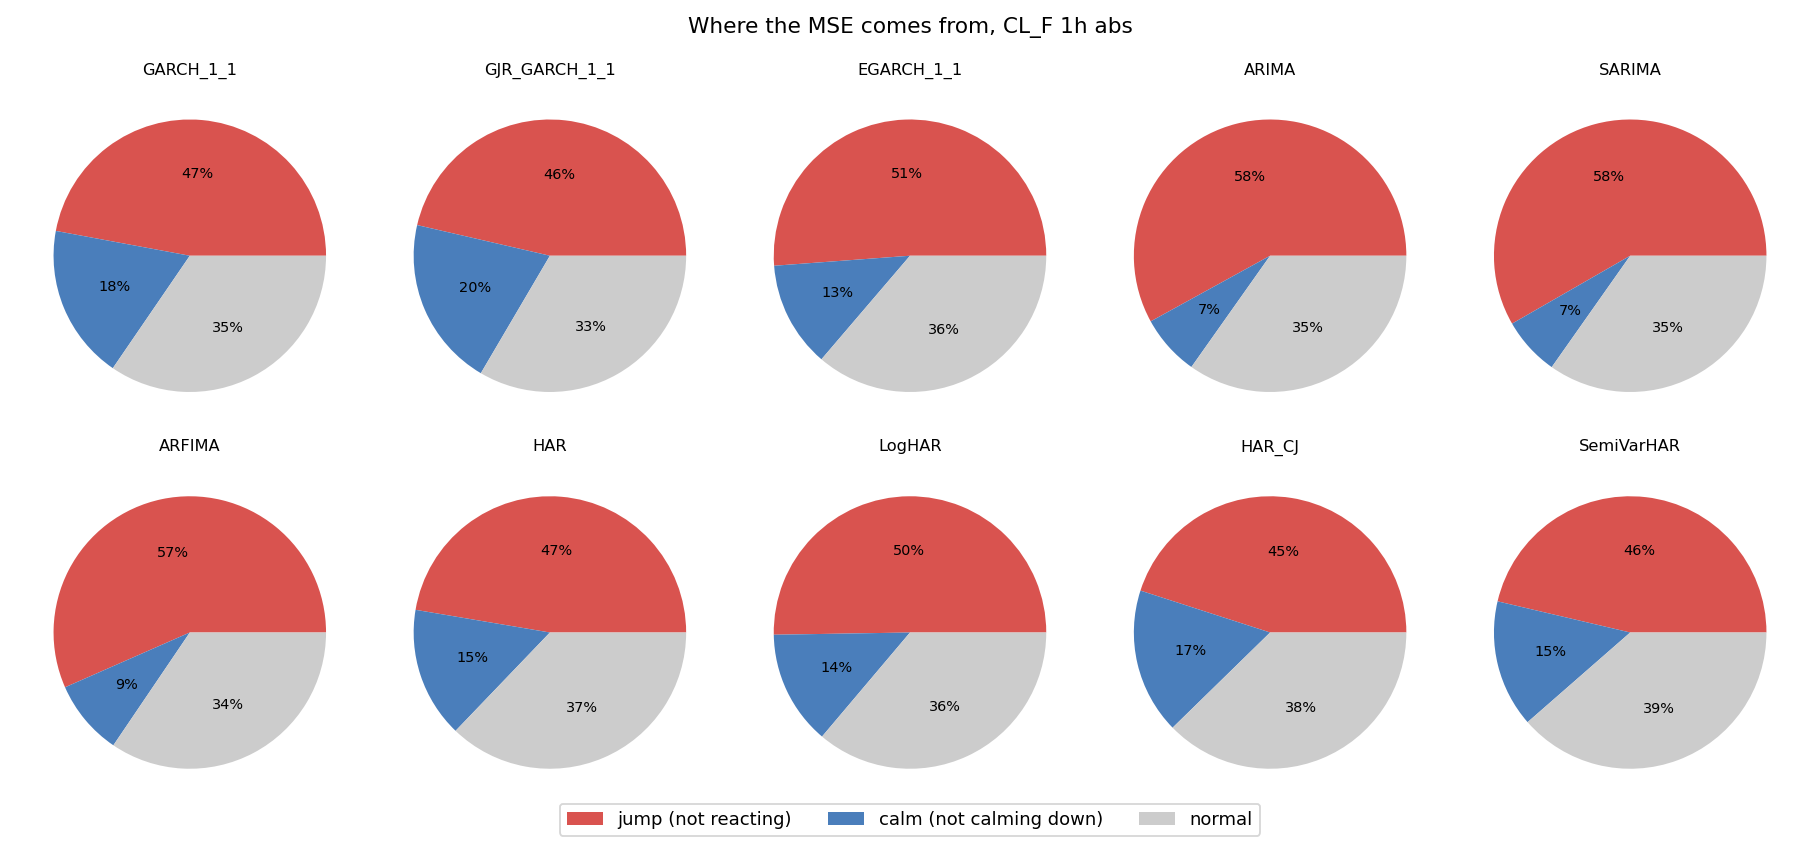 Where the MSE comes from, CL_F 1h abs
GARCH_1_1
GJR_GARCH_1_1
EGARCH_1_1
ARIMA
SARIMA
47%
18%
35%
46%
20%
33%
51%
13%
36%
58%
7%
35%
58%
7%
35%
ARFIMA
HAR
LogHAR
HAR_CJ
SemiVarHAR
57%
9%
34%
47%
15%
37%
50%
14%
36%
45%
17%
38%
46%
15%
39%
jump (not reacting)
calm (not calming down)
normal